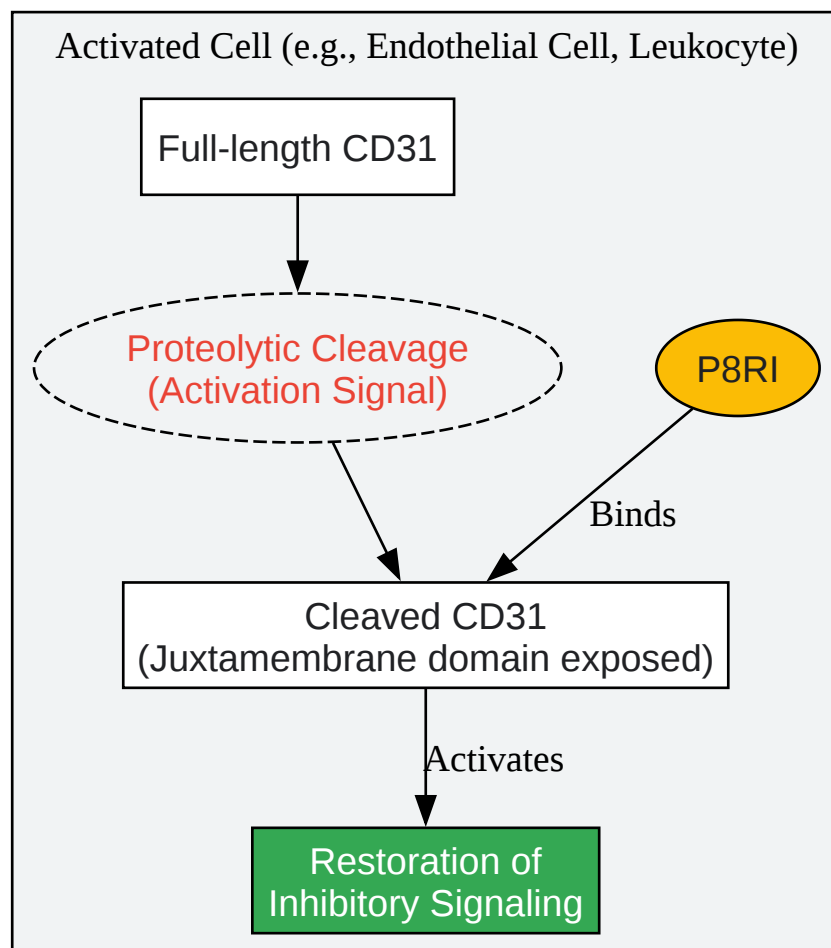 Activated Cell (e.g., Endothelial Cell, Leukocyte)
Full-length CD31
Proteolytic Cleavage
(Activation Signal)
P8RI
Binds
Cleaved CD31
(Juxtamembrane domain exposed)
Activates
Restoration of
Inhibitory Signaling